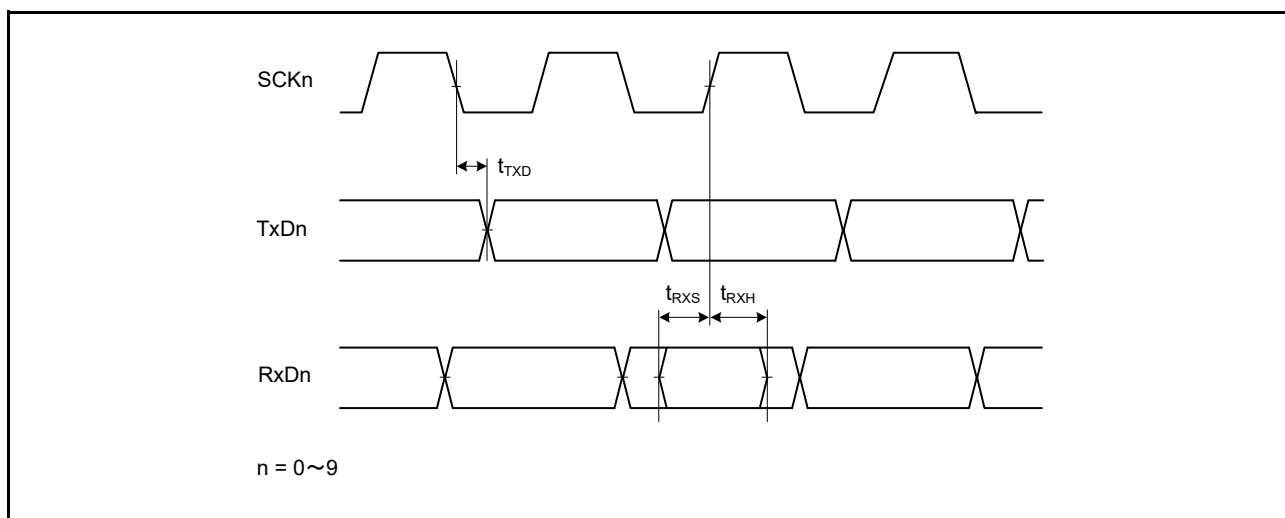 SCKn
tTXD
TxDn
tRXS tRXH
RxDn
n = 0～9